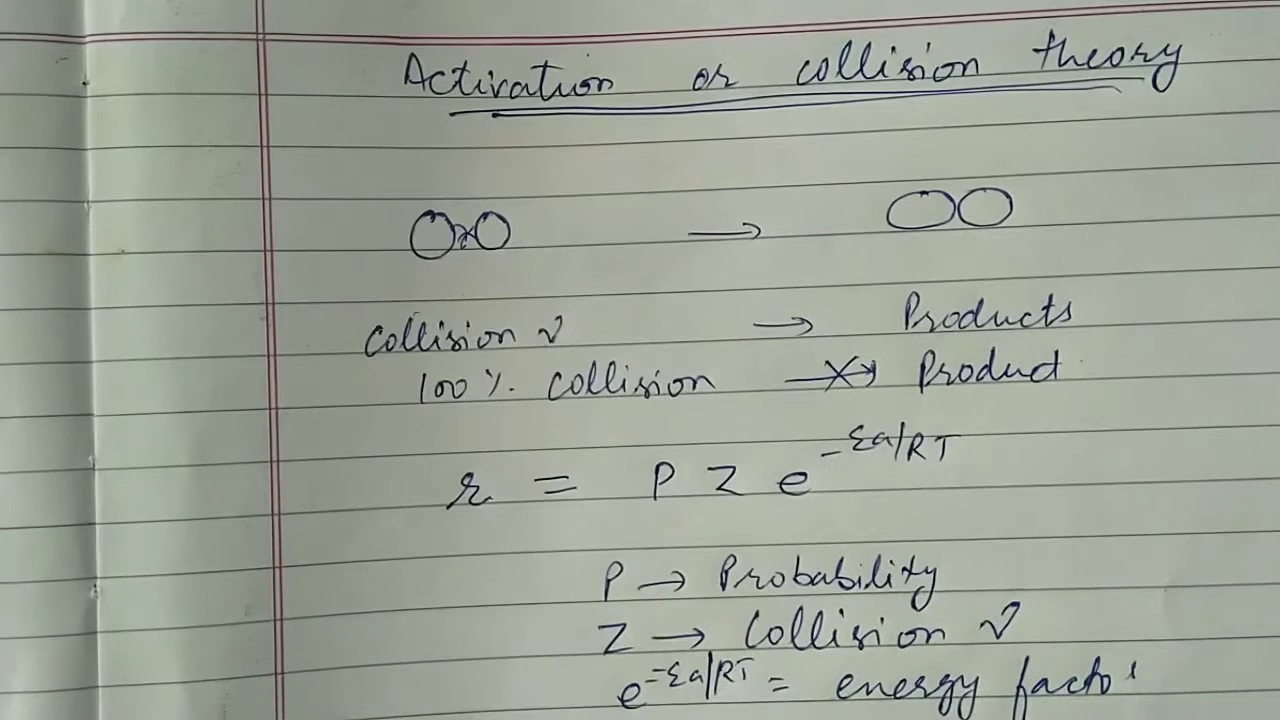 Activation or collision theory
→
Collision ν → Products
100 %. Collision → Product
r = P Z e^-Ea/RT
P → Probability
Z → Collision ν
e^-Ea/RT = energy facto